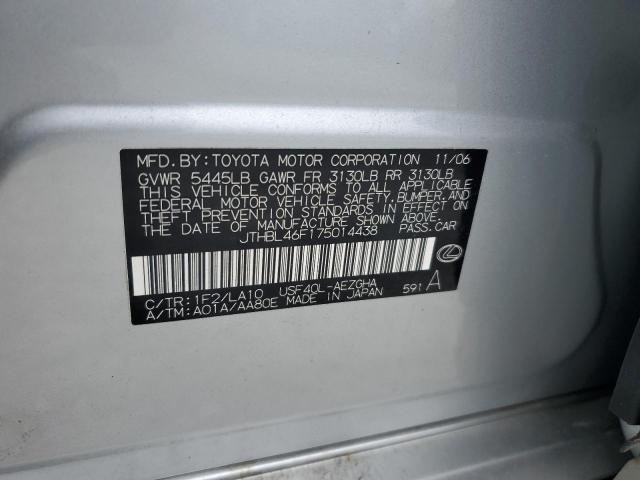 MFD.BY:TOYOTA MOTOR CORPORATION 11/06
GVWR 5445LB GAWR FR 3130LB RR 3130LB
THIS VEHICLE CONFORMS TO ALL APPLICABLE
FEDERAL MOTOR VEHICLE SAFETY,BUMPER,AND
THEFT PREVENTION STANDARDS IN EFFECT ON
THE DATE OF MANUFACTURE SHOWN ABOVE.
JTHBL46F175014438 PASS.CAR
C/TR:1F2/LA10 USF40L-AEZGHA
A/TM:A01A/AA80E MADE IN JAPAN 591 A